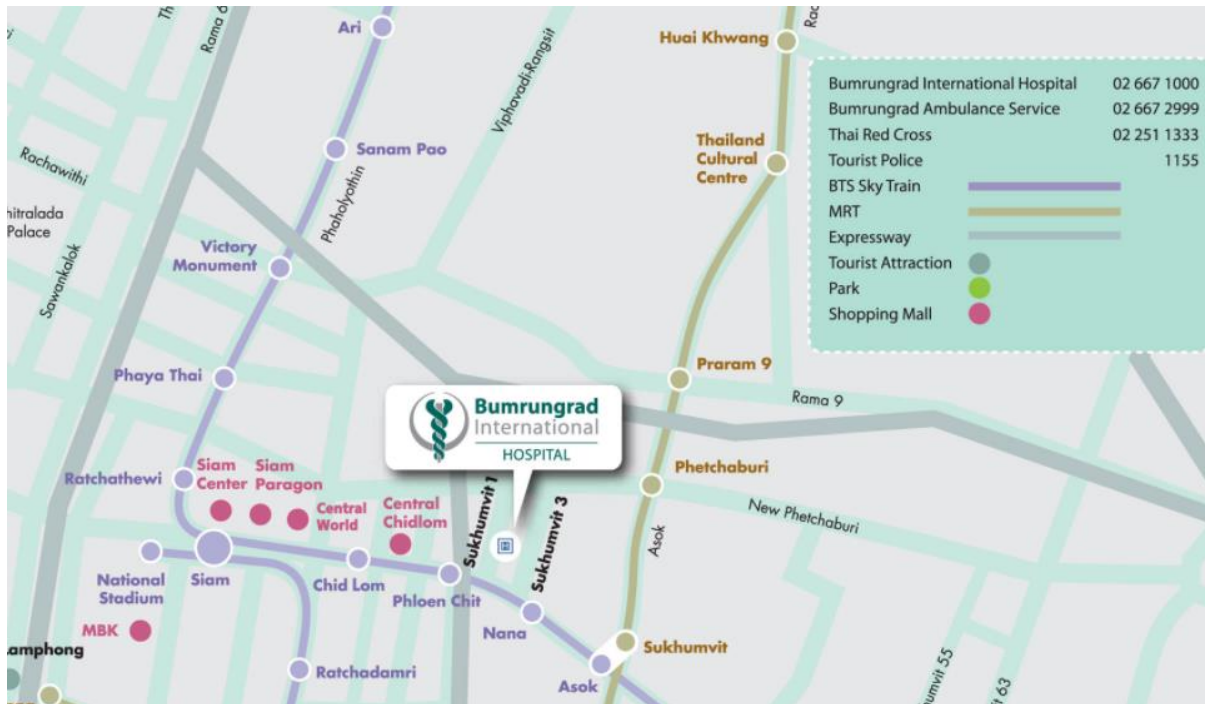 Ari
Rama 6
Viphavadi-Rangsit
Huai Khwang
Bumrungrad International Hospital 02 667 1000
Bumrungrad Ambulance Service 02 667 2999
Thai Red Cross 02 251 1333
Tourist Police 1155
BTS Sky Train
MRT
Expressway
Tourist Attraction
Park
Shopping Mall
Sanam Pao
Thailand
Cultural
Centre
Rachawithi
Phaholyothin
Palace
Victory
Monument
Sawankalok
Phaya Thai
Praram 9
Rama 9
Bumrungrad
International
HOSPITAL
Ratchathewi
Siam
Center
Siam
Paragon
Central
World
Central
Chidlom
Sukhumvit 1
Sukhumvit 3
H
Phetchaburi
New Phetchaburi
Asok
National
Stadium
Siam
Chid Lom
Phloen Chit
Nana
MBK
Sukhumvit
Ratchadamri
Asok